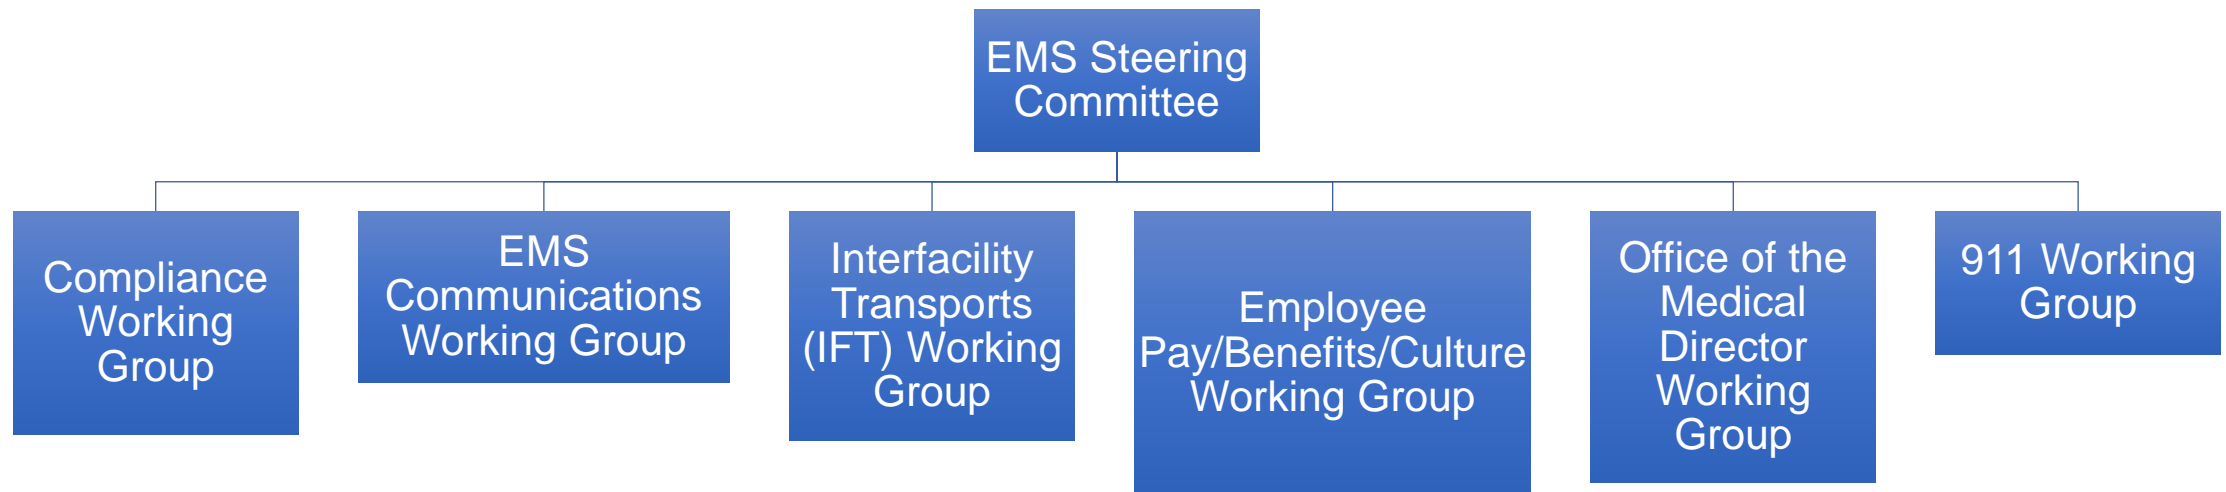 EMS Steering
Committee
Compliance
Working
Group
EMS
Communications
Working Group
Interfacility
Transports
(IFT) Working
Group
Employee
Pay/Benefits/Culture
Working Group
Office of the
Medical
Director
Working
Group
911 Working
Group